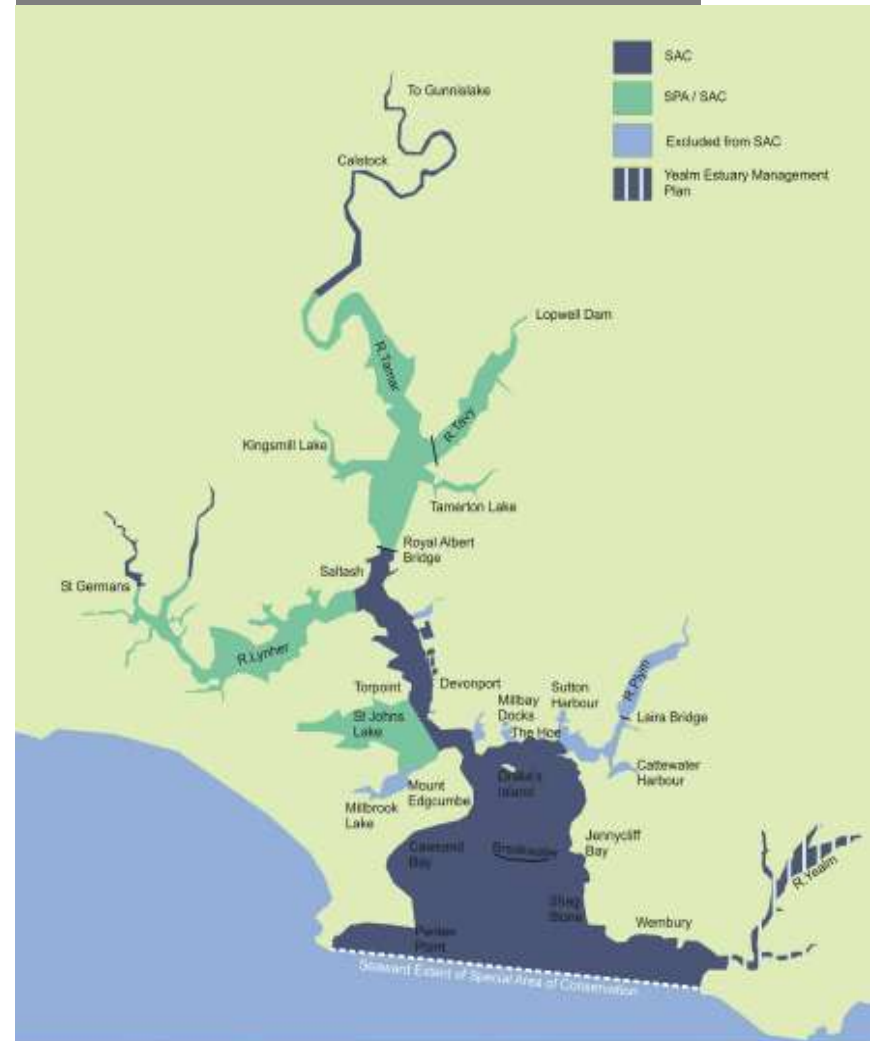 SAC
SPA / SAC
Excluded from SAC
Yealm Estuary Management
Plan
To Gunnislake
Calstock
Lopwell Dam
R.Tamar
R.Tavy
Kingsmill Lake
Tamerton Lake
Royal Albert
Bridge
Saltash
St Germans
R.Lynher
Torpoint
Devonport
St Johns
Lake
Millbay
Docks
Sutton
Harbour
The Hoe
R.Plym
Laira Bridge
Cattewater
Harbour
Drake's
Island
Mount
Edgcumbe
Millbrook
Lake
Cawsand
Bay
Breakwater
Jennycliff
Bay
R.Yealm
Shag
Stone
Wembury
Penlee
Point
Seaward Extent of Special Area of Conservation